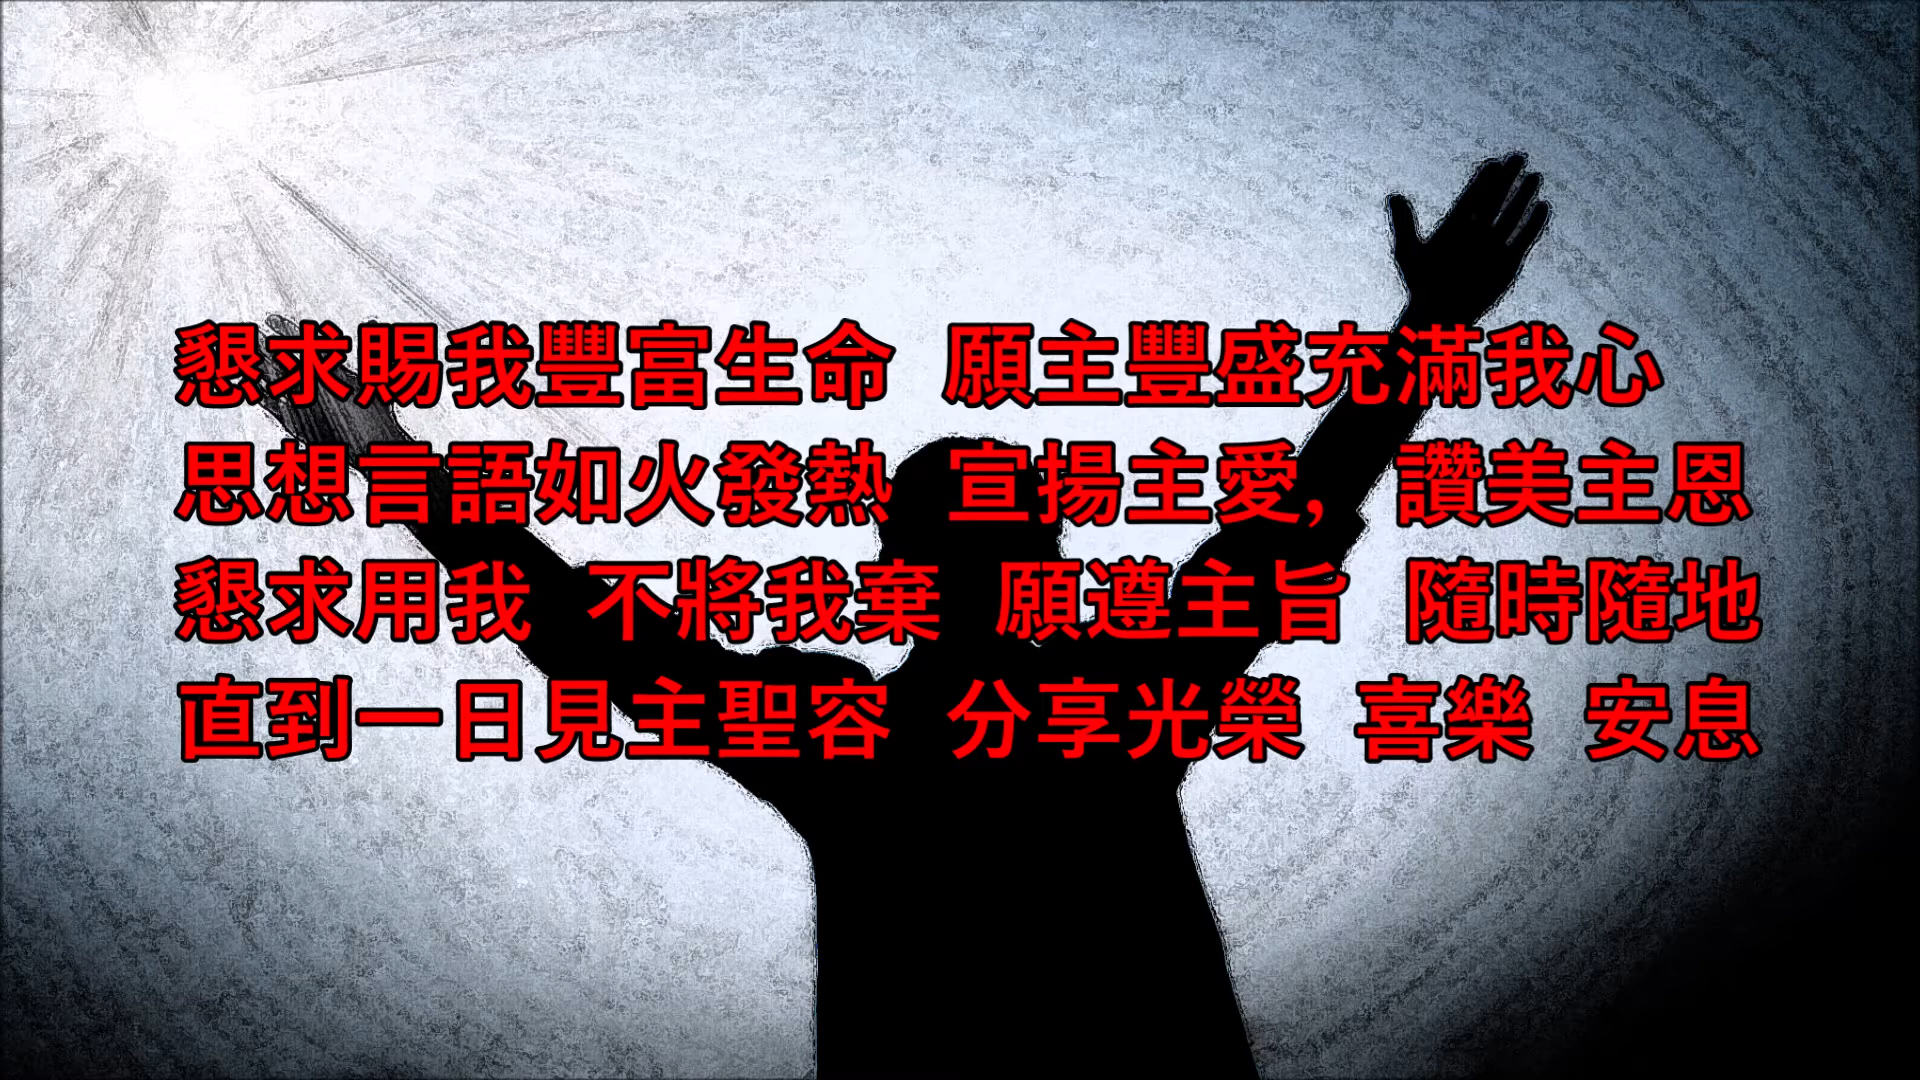 懇求賜我豐富生命 願主豐盛充滿我心
思想言語如火發熱 宣揚主愛, 讚美主恩
懇求用我 不將我棄 願遵主旨 隨時隨地
直到一日見主聖容 分享光榮 喜樂 安息